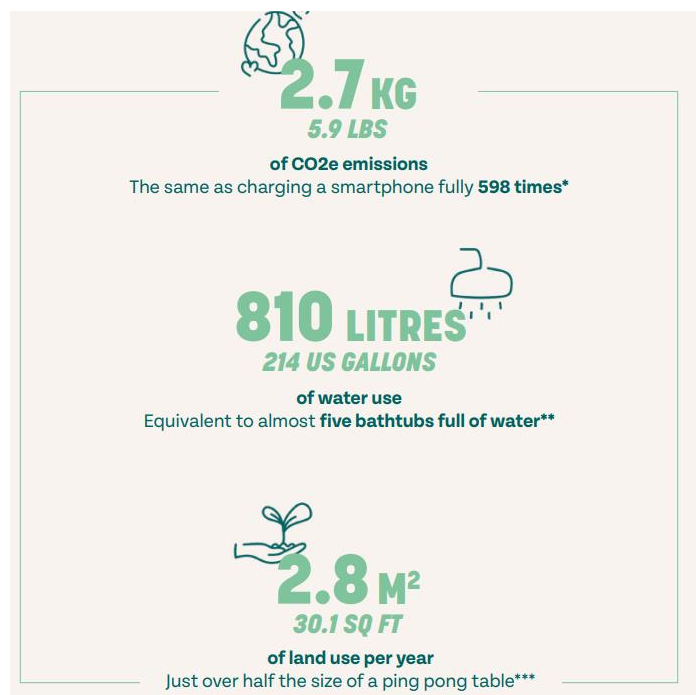 2.7 KG
5.9 LBS
of CO2e emissions
The same as charging a smartphone fully 598 times*
810 LITRES
214 US GALLONS
of water use
Equivalent to almost five bathtubs full of water**
2.8 M²
30.1 SQ FT
of land use per year
Just over half the size of a ping pong table***